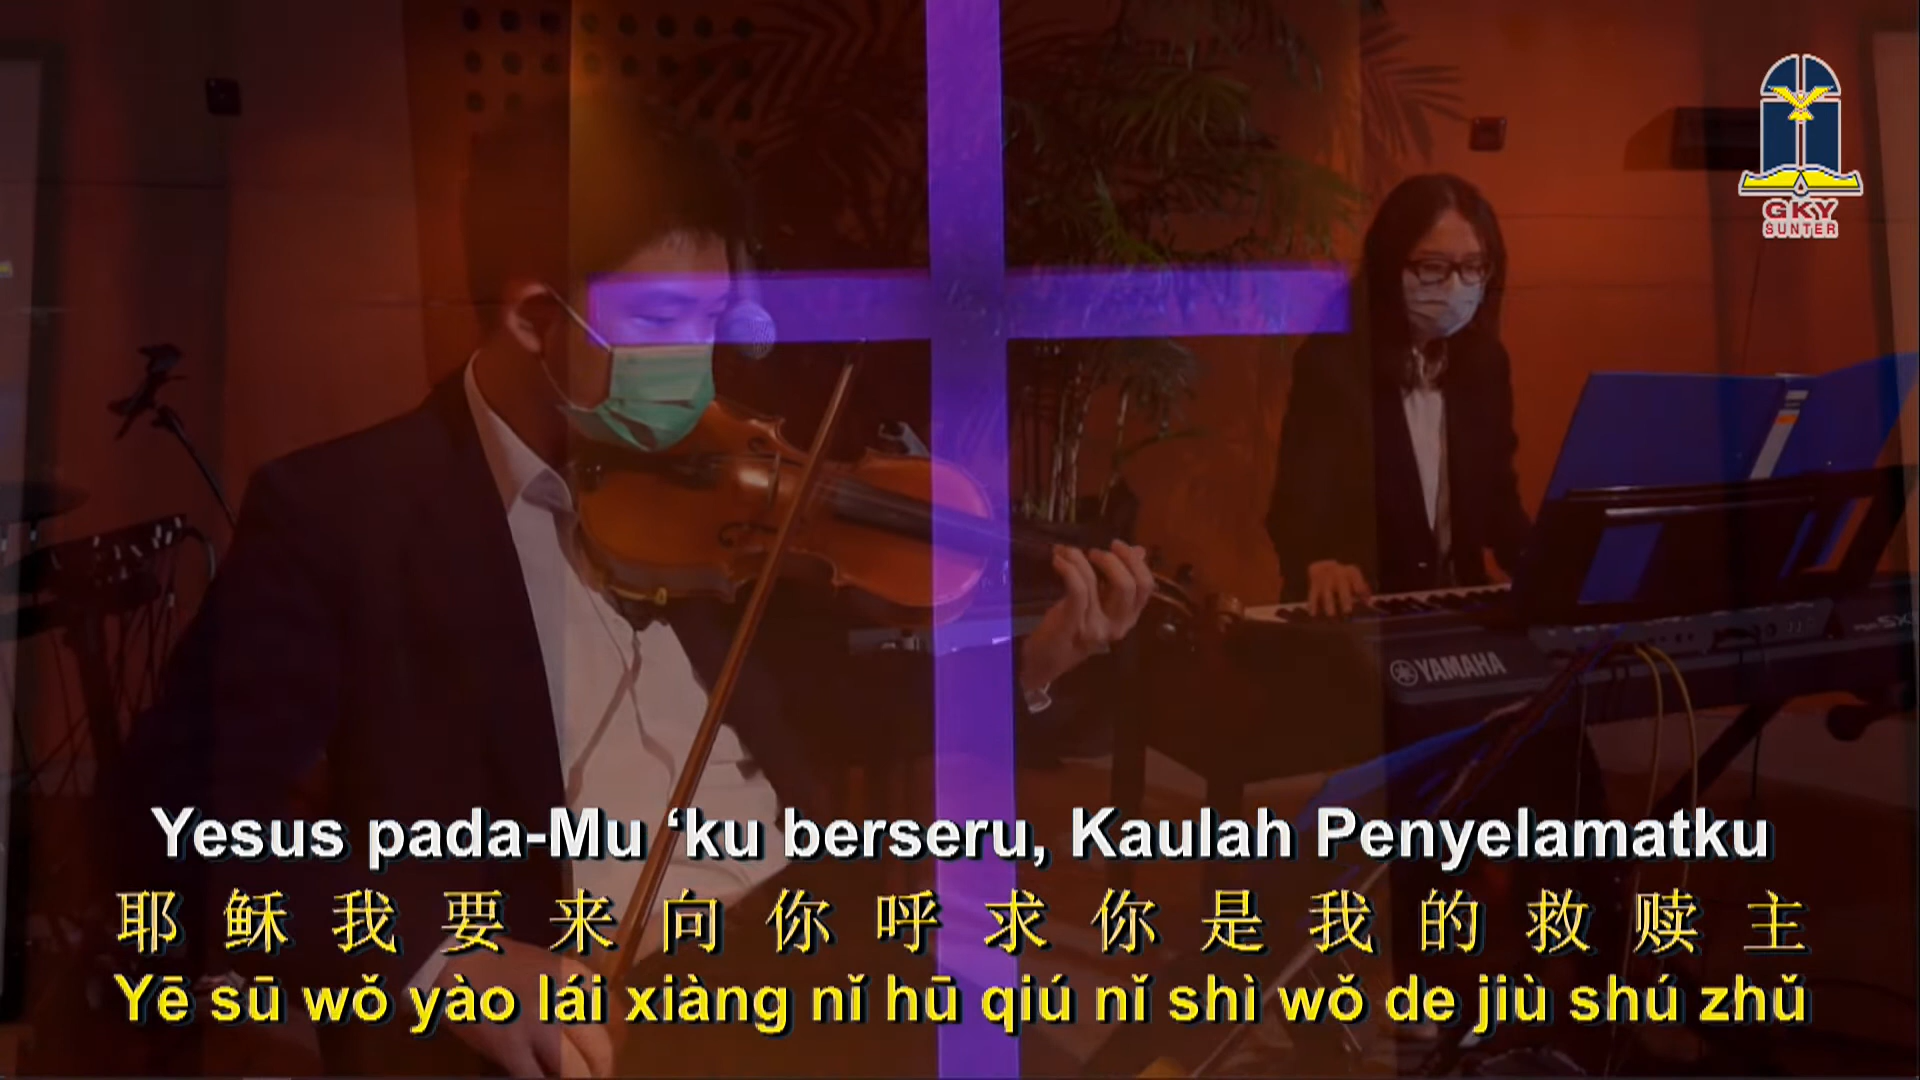 GKY
SUNTER
YAMAHA
Yesus pada-Mu ‘ku berseru, Kaulah Penyelamatku
耶 稣 我 要 来 向 你 呼 求 你 是 我 的 救 赎 主
Yē sū wǒ yào lái xiàng nǐ hū qiú nǐ shì wǒ de jiù shú zhǔ